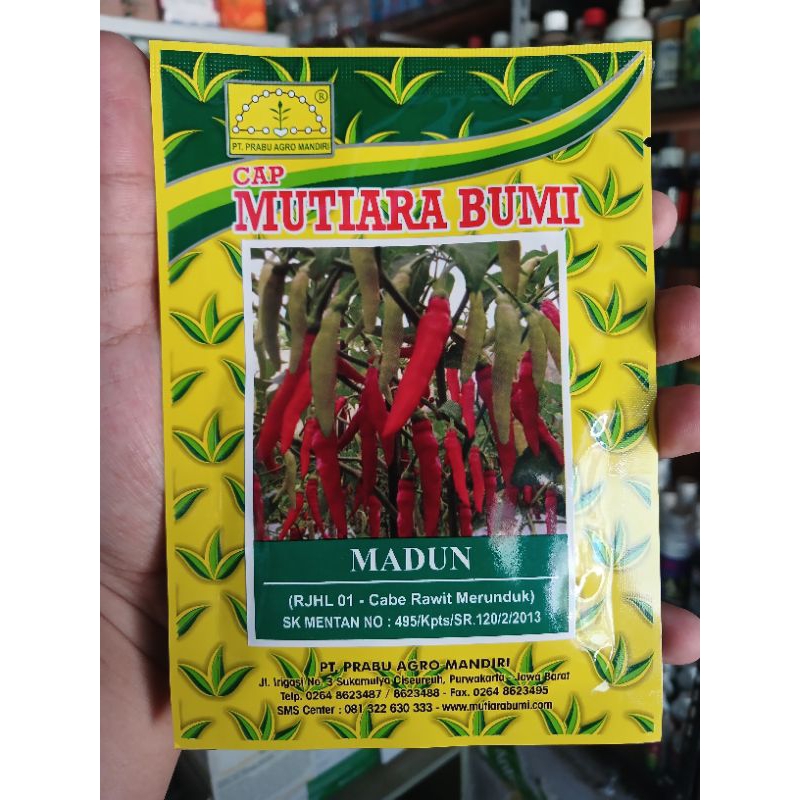 ®
PT. PRABU AGRO MANDIRI
CAP
MUTIARA BUMI
MADUN
(RJHL 01 - Cabe Rawit Merunduk)
SK MENTAN NO : 495/Kpts/SR.120/2/2013
PT. PRABU AGRO MANDIRI
Jl. Irigasi No. 3 Sukamulya Ciseureuh, Purwakarta, Jawa Barat
Telp. 0264 8623487 / 8623488 - Fax. 0264 8623495
SMS Center : 081 322 630 333 - www.mutiarabumi.com